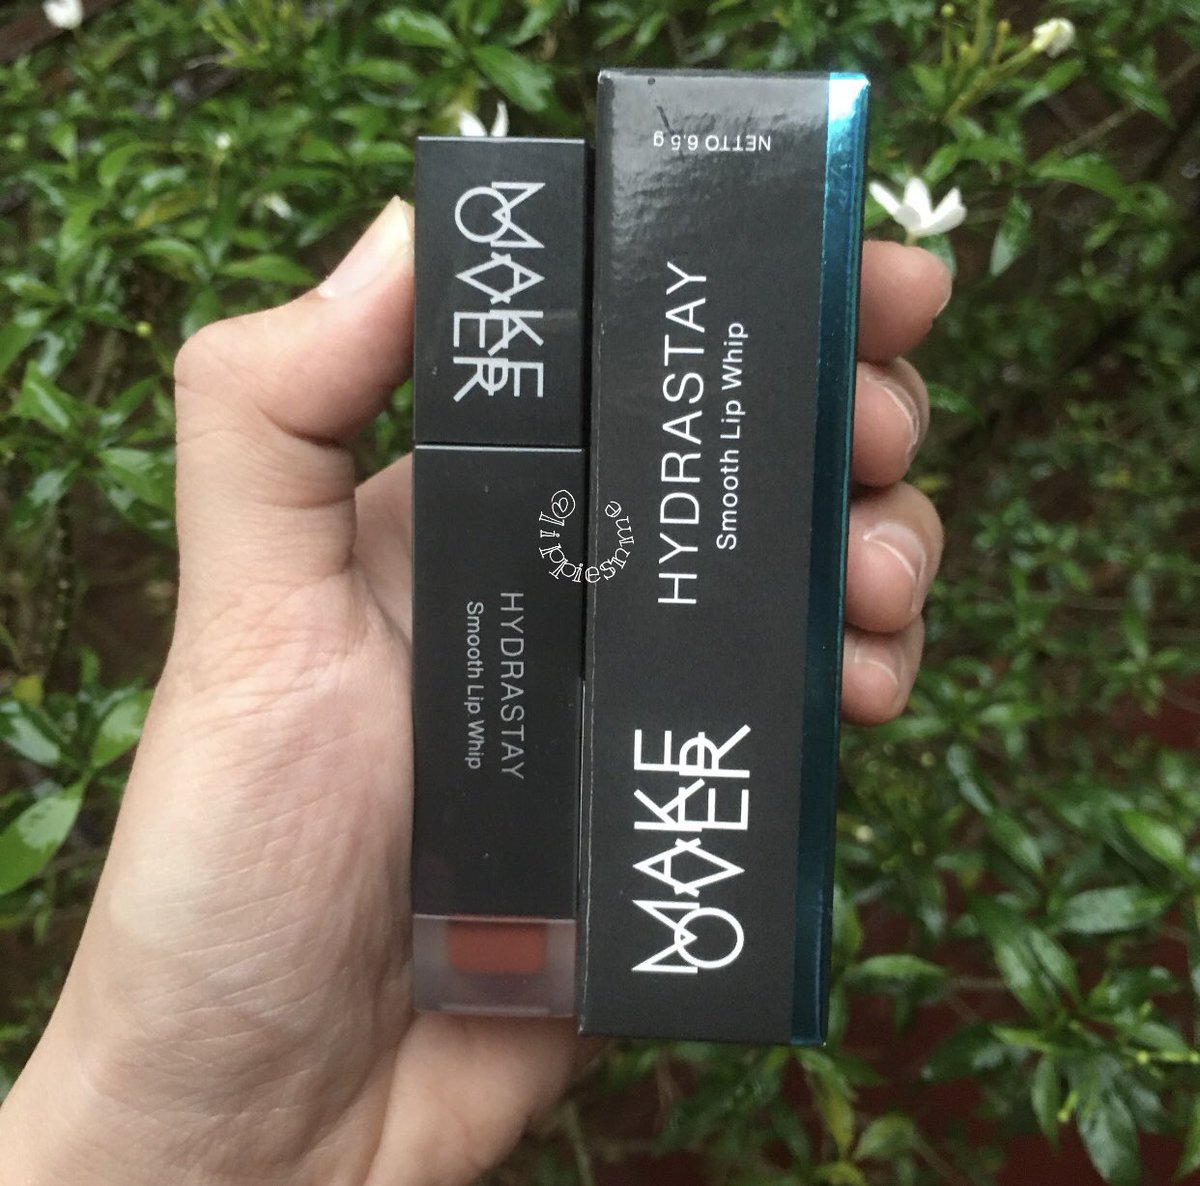 MAKE
OVER
HYDRASTAY
Smooth Lip Whip
NETTO 6.5 g
HYDRASTAY
Smooth Lip Whip
MAKE
OVER
@lippiesnme